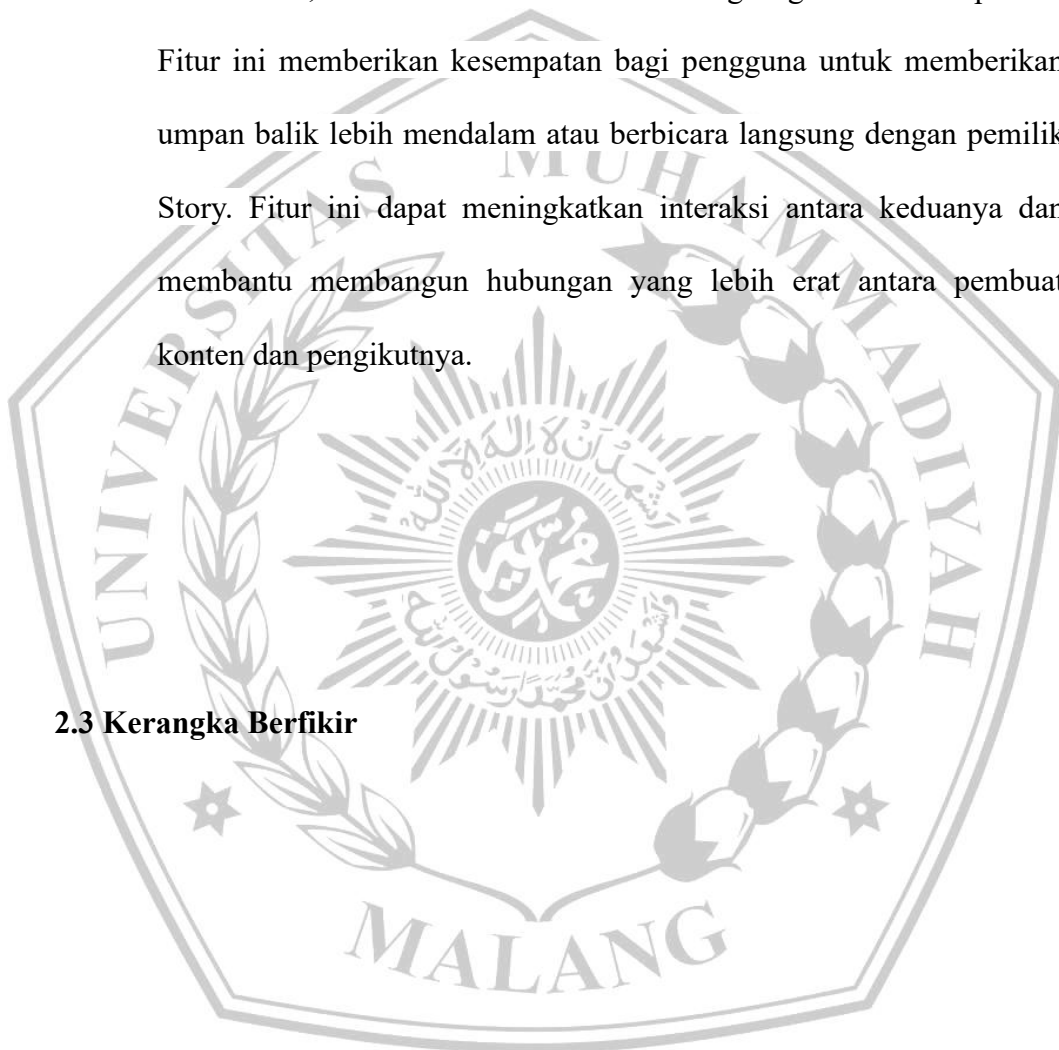 Fitur ini memberikan kesempatan bagi pengguna untuk memberikan
umpan balik lebih mendalam atau berbicara langsung dengan pemilik
Story. Fitur ini dapat meningkatkan interaksi antara keduanya dan
membantu membangun hubungan yang lebih erat antara pembuat
konten dan pengikutnya.
2.3 Kerangka Berfikir
UNIVERSITAS MUHAMMADIYAH
MALANG